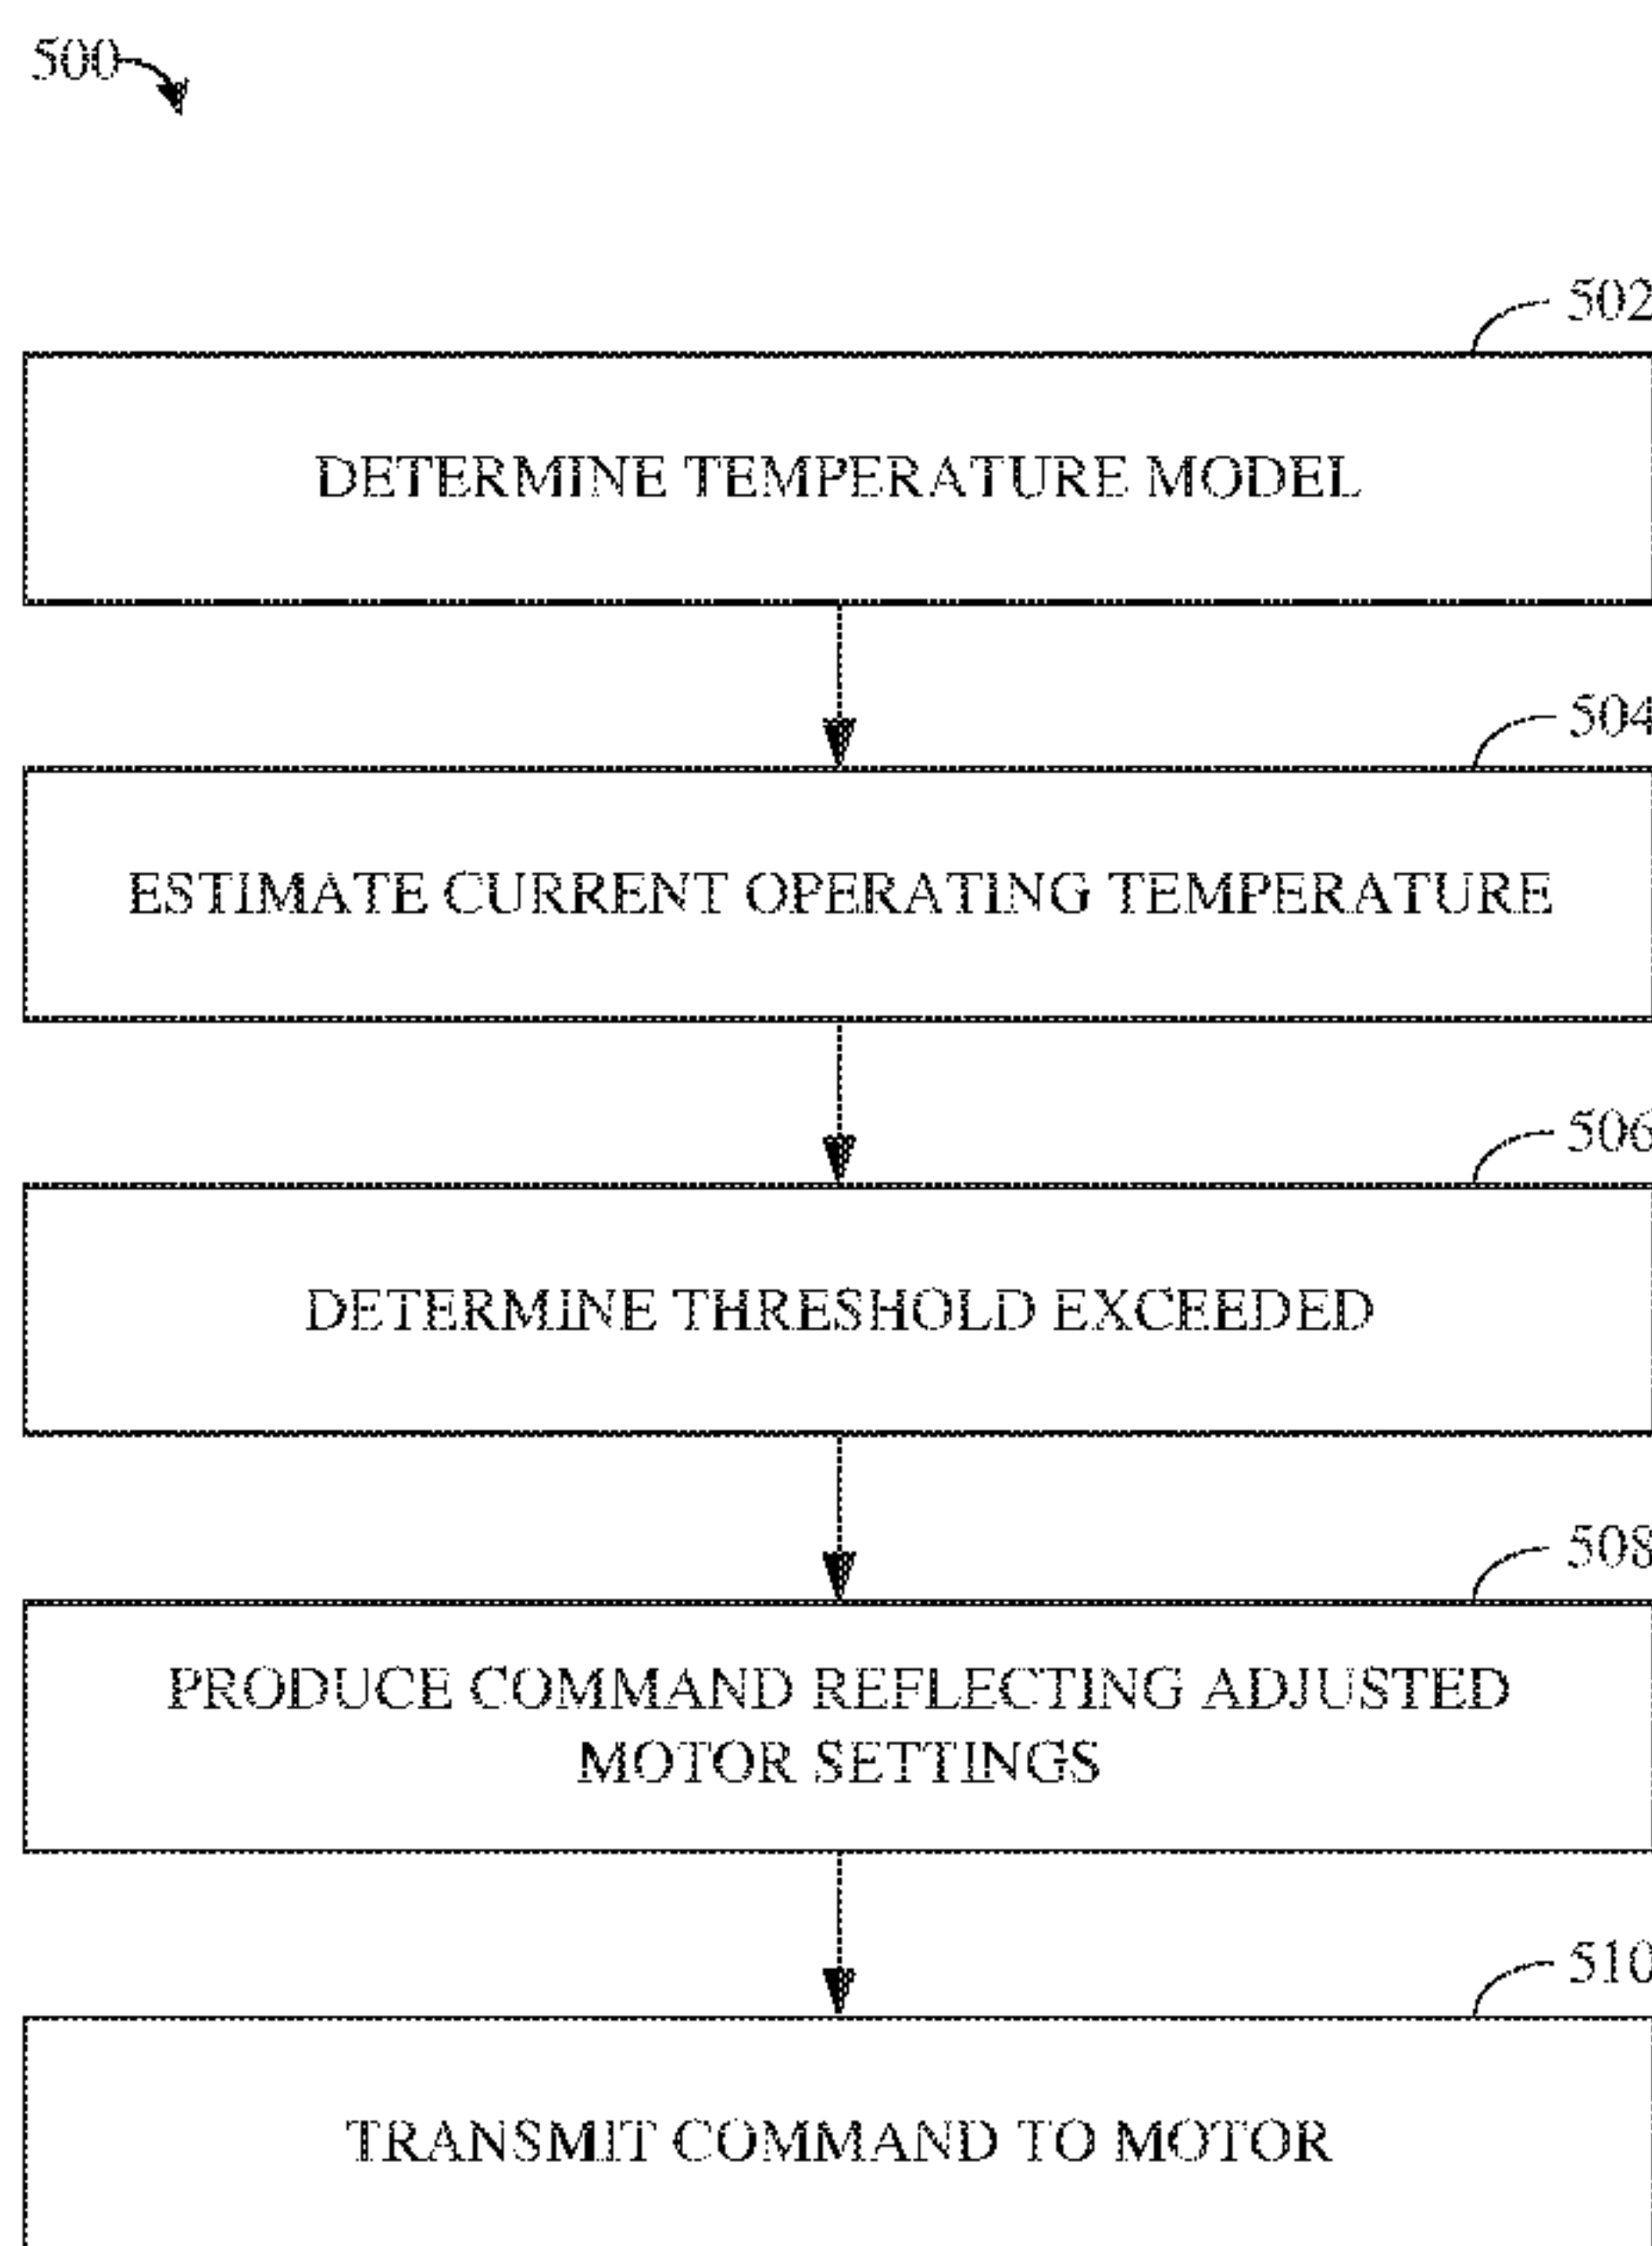 500
502
DETERMINE TEMPERATURE MODEL
504
ESTIMATE CURRENT OPERATING TEMPERATURE
506
DETERMINE THRESHOLD EXCEEDED
508
PRODUCE COMMAND REFLECTING ADJUSTED
MOTOR SETTINGS
510
TRANSMIT COMMAND TO MOTOR